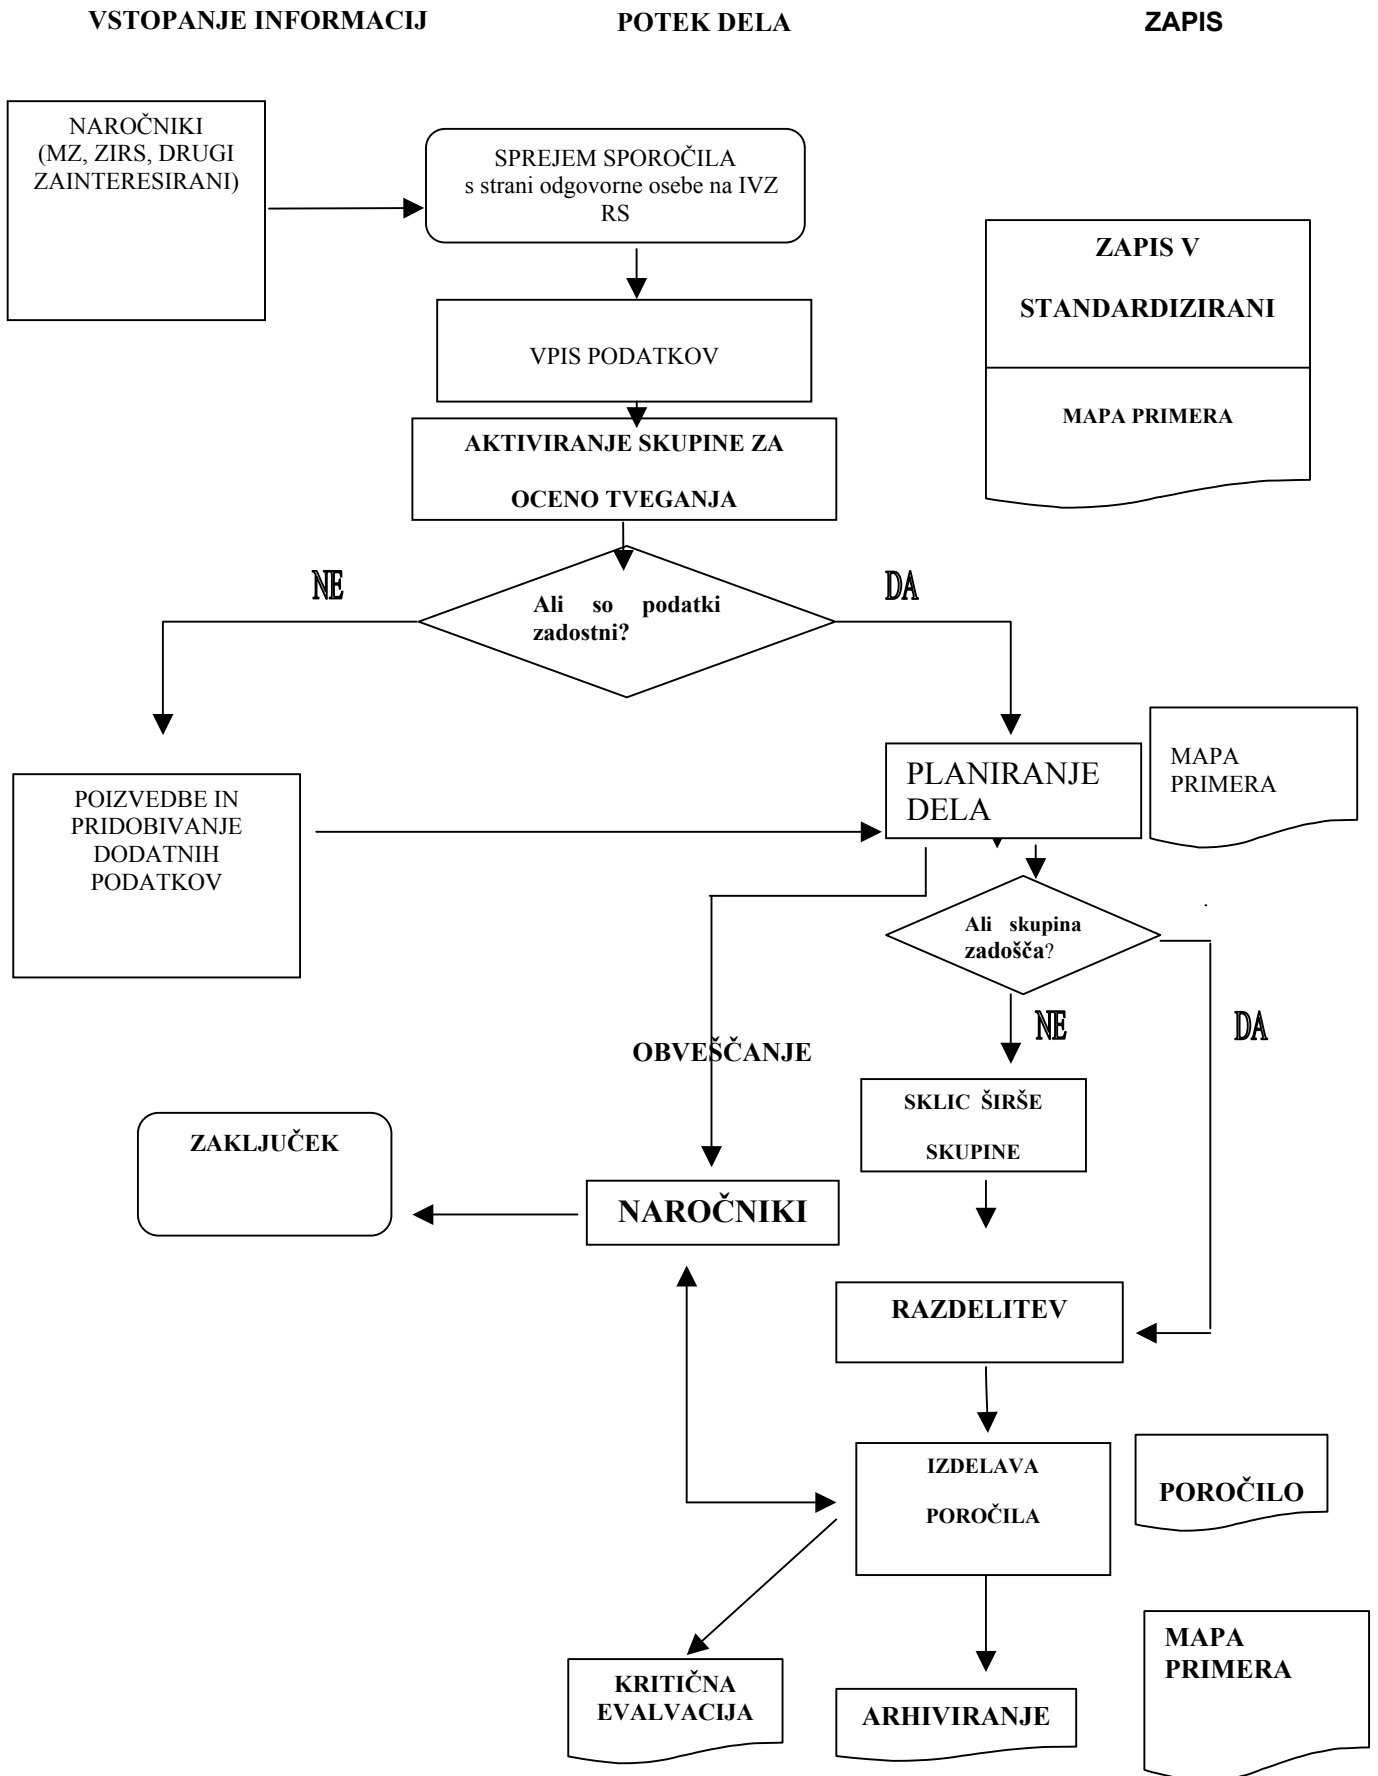 VSTOPANJE INFORMACIJ
POTEK DELA
ZAPIS
NAROČNIKI
(MZ, ZIRS, DRUGI
ZAINTERESIRANI)
SPREJEM SPOROČILA
s strani odgovorne osebe na IVZ
RS
ZAPIS V
STANDARDIZIRANI
MAPA PRIMERA
VPIS PODATKOV
AKTIVIRANJE SKUPINE ZA
OCENO TVEGANJA
NE
DA
Ali so podatki
zadostni?
POIZVEDBE IN
PRIDOBIVANJE
DODATNIH
PODATKOV
PLANIRANJE
DELA
MAPA
PRIMERA
Ali skupina
zadošča?
NE
DA
OBVEŠČANJE
SKLIC ŠIRŠE
SKUPINE
ZAKLJUČEK
NAROČNIKI
RAZDELITEV
IZDELAVA
POROČILA
POROČILO
KRITIČNA
EVALVACIJA
ARHIVIRANJE
MAPA
PRIMERA